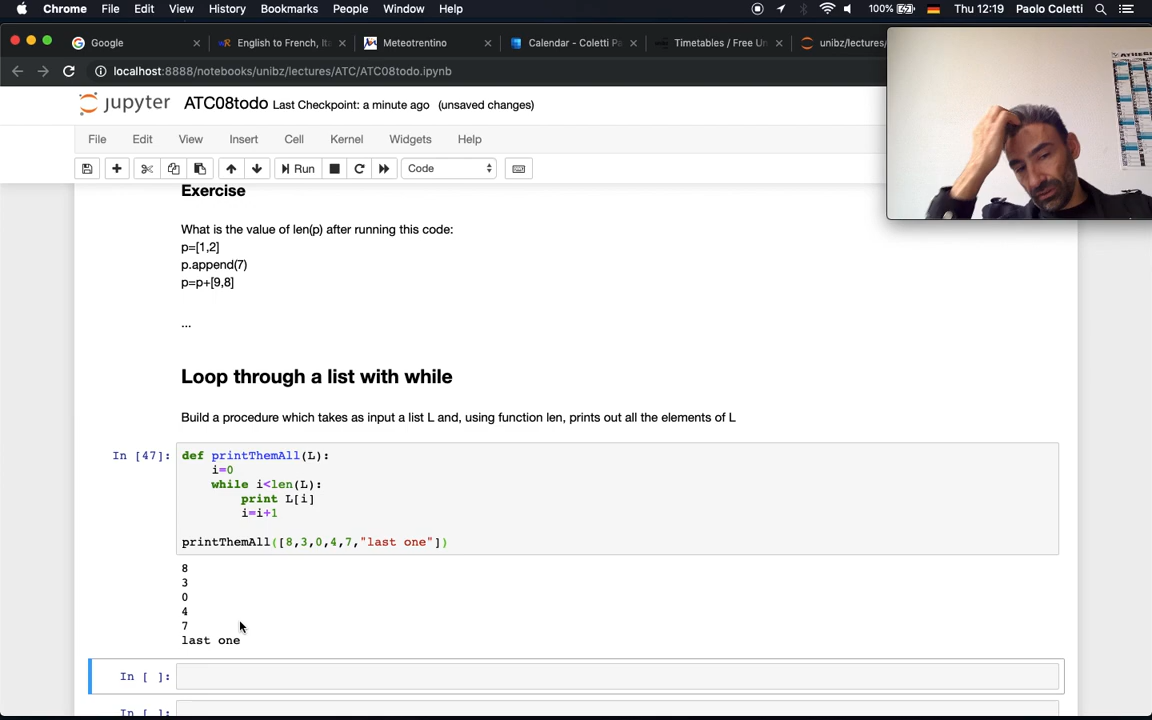 Chrome File Edit View History Bookmarks People Window Help 100% Thu 12:19 Paolo Coletti
Google English to French, Ita Meteotrentino Calendar - Coletti Pa Timetables / Free Un unibz/lectures/
localhost:8888/notebooks/unibz/lectures/ATC/ATC08todo.ipynb
jupyter ATC08todo Last Checkpoint: a minute ago (unsaved changes)
File Edit View Insert Cell Kernel Widgets Help
Run Code
Exercise
What is the value of len(p) after running this code:
p=[1,2]
p.append(7)
p=p+[9,8]
...
Loop through a list with while
Build a procedure which takes as input a list L and, using function len, prints out all the elements of L
In [47]: def printThemAll(L):
i=0
while i<len(L):
print L[i]
i=i+1
printThemAll([8,3,0,4,7,"last one"])
8
3
0
4
7
last one
In [ ]:
In [ ]: